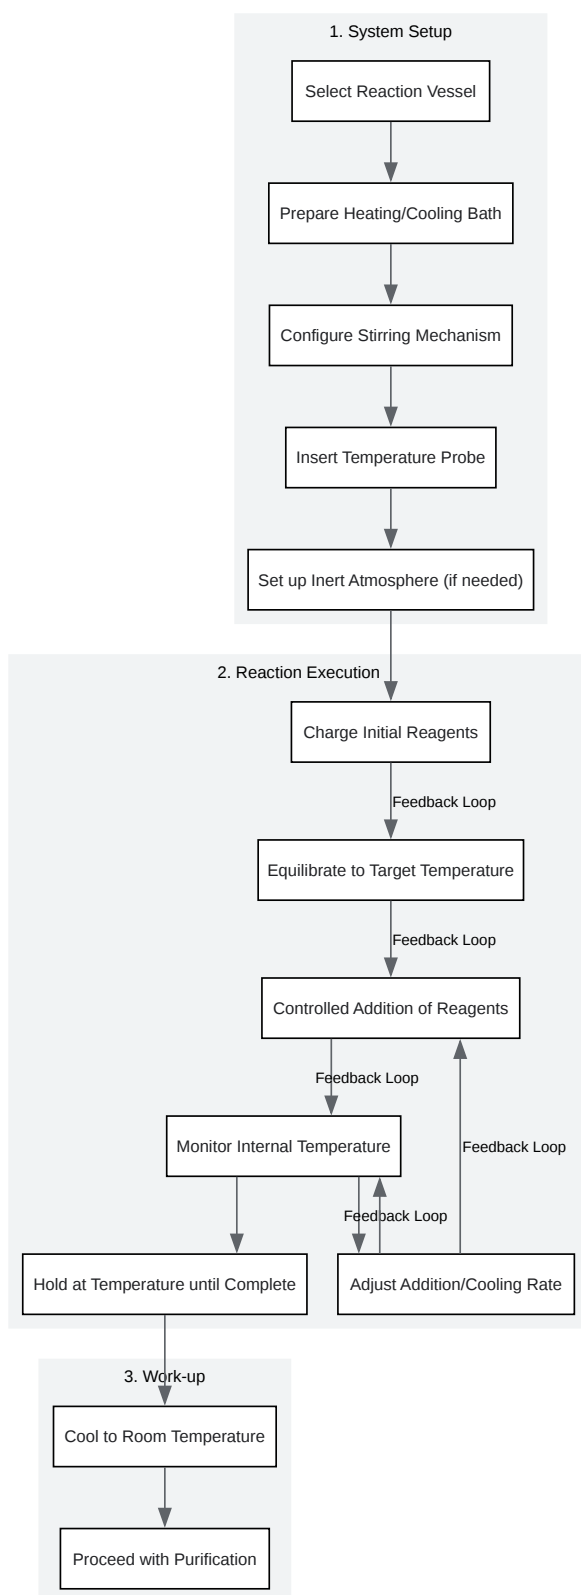 1. System Setup
Select Reaction Vessel
Prepare Heating/Cooling Bath
Configure Stirring Mechanism
Insert Temperature Probe
Set up Inert Atmosphere (if needed)
2. Reaction Execution
Charge Initial Reagents
Feedback Loop
Equilibrate to Target Temperature
Feedback Loop
Controlled Addition of Reagents
Feedback Loop
Monitor Internal Temperature
Feedback Loop
Feedback Loop
Hold at Temperature until Complete
Adjust Addition/Cooling Rate
3. Work-up
Cool to Room Temperature
Proceed with Purification